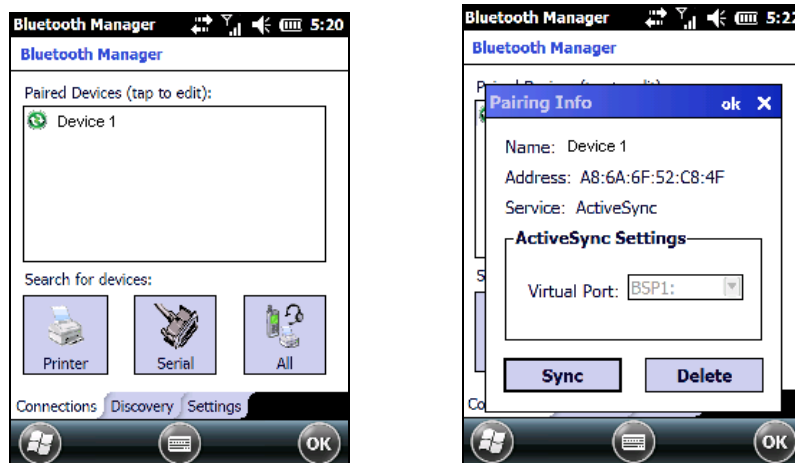 Bluetooth Manager 5:20
Bluetooth Manager
Paired Devices (tap to edit):
Device 1
Search for devices:
Printer Serial All
Connections Discovery Settings
OK
Bluetooth Manager 5:22
Bluetooth Manager
Pairing Info ok X
Name: Device 1
Address: A8:6A:6F:52:C8:4F
Service: ActiveSync
ActiveSync Settings
Virtual Port: BSP1:
Sync Delete
Co
OK